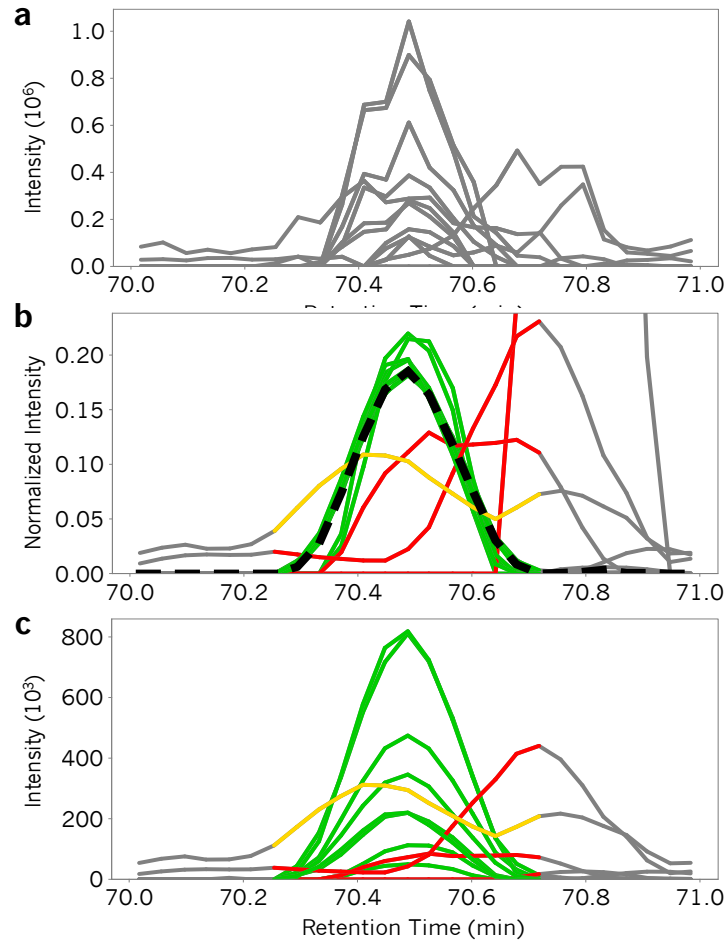 a
1.0
0.8
0.6
0.4
0.2
0.0
Intensity (10⁶)
70.0 70.2 70.4 70.6 70.8 71.0
Retention Time (min)
b
0.20
0.15
0.10
0.05
0.00
Normalized Intensity
70.0 70.2 70.4 70.6 70.8 71.0
c
800
600
400
200
0
Intensity (10³)
70.0 70.2 70.4 70.6 70.8 71.0
Retention Time (min)